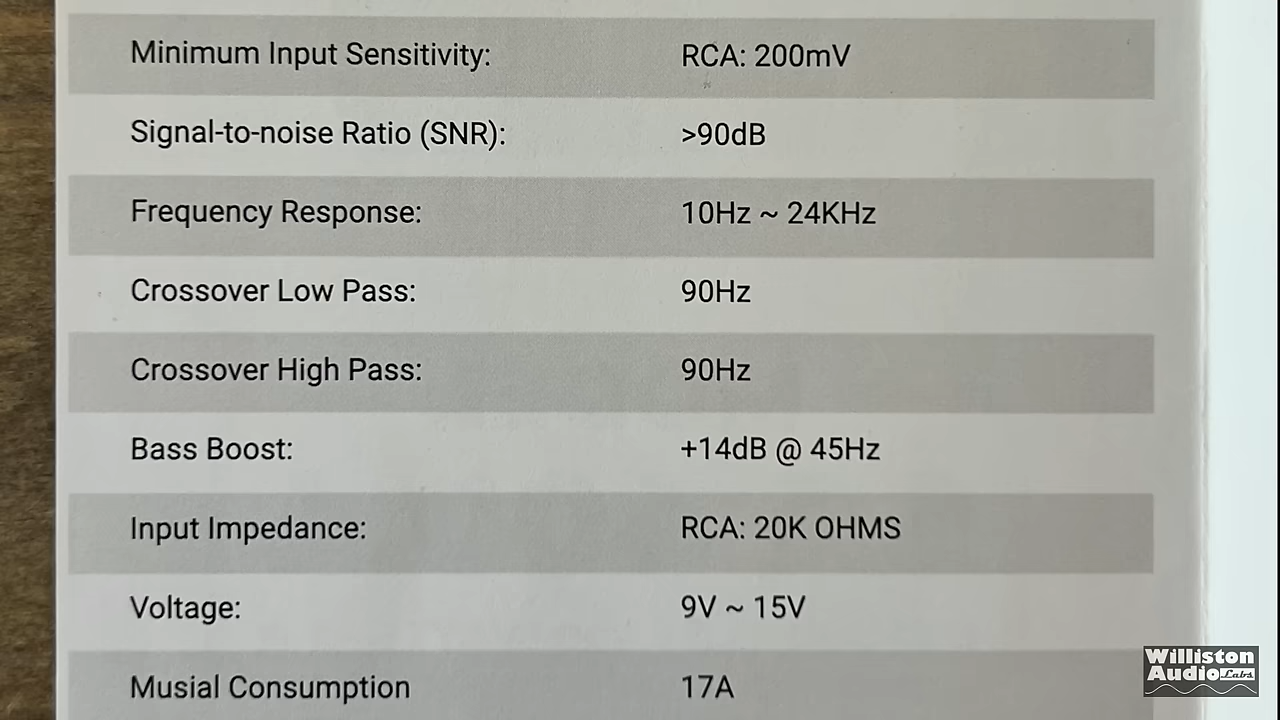 Minimum Input Sensitivity: RCA: 200mV
Signal-to-noise Ratio (SNR): >90dB
Frequency Response: 10Hz ~ 24KHz
Crossover Low Pass: 90Hz
Crossover High Pass: 90Hz
Bass Boost: +14dB @ 45Hz
Input Impedance: RCA: 20K OHMS
Voltage: 9V ~ 15V
Musial Consumption 17A
Williston
Audio Labs